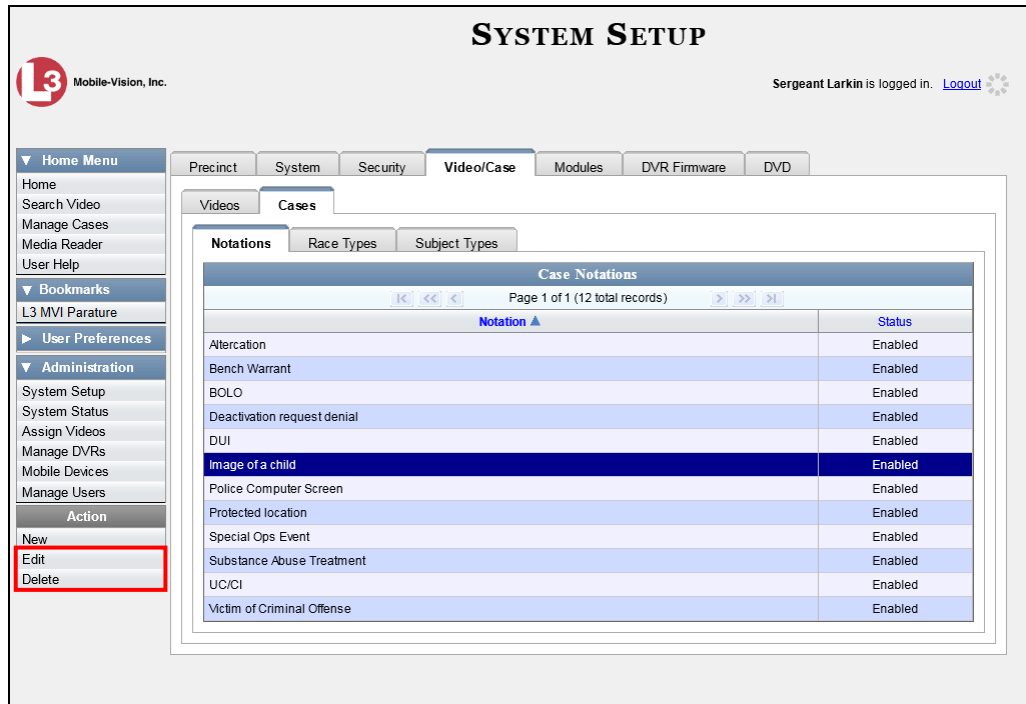 SYSTEM SETUP
L3 Mobile-Vision, Inc.
Sergeant Larkin is logged in. Logout
▼ Home Menu
Home
Search Video
Manage Cases
Media Reader
User Help
▼ Bookmarks
L3 MVI Parature
▶ User Preferences
▼ Administration
System Setup
System Status
Assign Videos
Manage DVRs
Mobile Devices
Manage Users
Action
New
Edit
Delete
Precinct System Security Video/Case Modules DVR Firmware DVD
Videos Cases
Notations Race Types Subject Types
Case Notations
Page 1 of 1 (12 total records)
Notation ▲ Status
Altercation Enabled
Bench Warrant Enabled
BOLO Enabled
Deactivation request denial Enabled
DUI Enabled
Image of a child Enabled
Police Computer Screen Enabled
Protected location Enabled
Special Ops Event Enabled
Substance Abuse Treatment Enabled
UC/CI Enabled
Victim of Criminal Offense Enabled